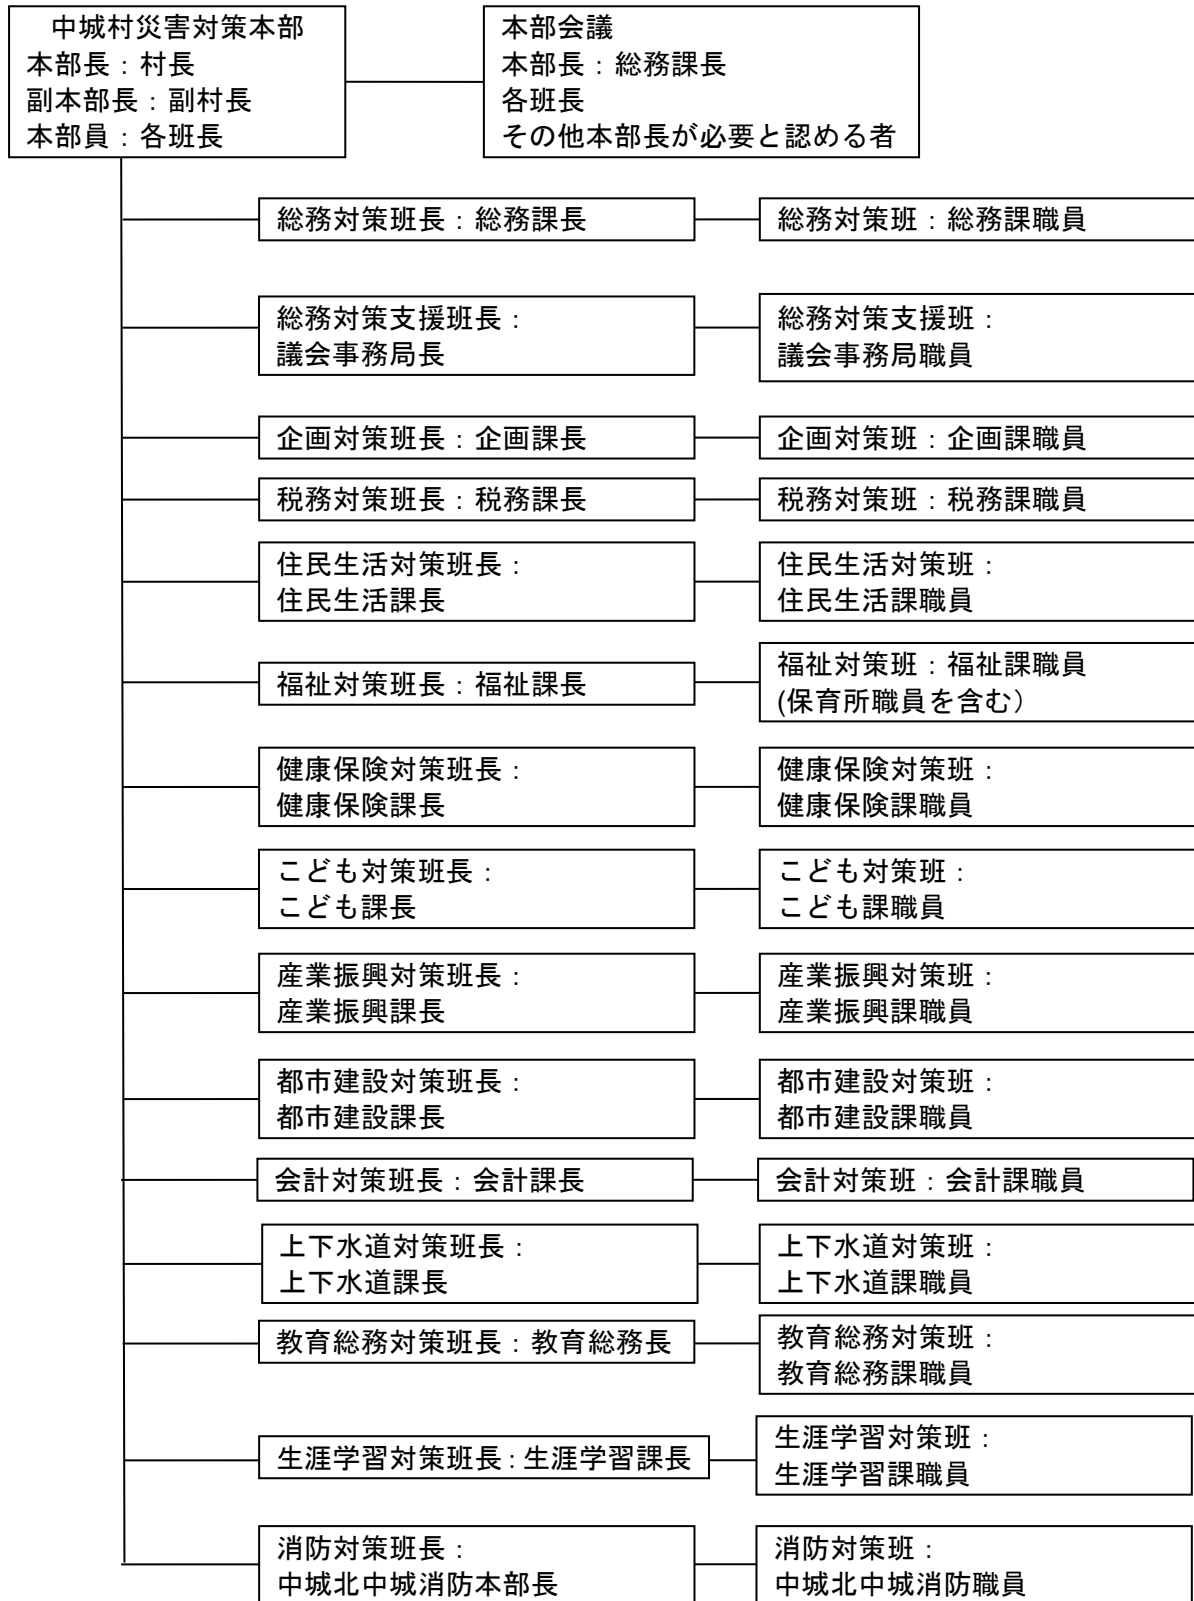 中城村災害対策本部
本部長：村長
副本部長：副村長
本部員：各班長
本部会議
本部長：総務課長
各班長
その他本部長が必要と認める者
総務対策班長：総務課長
総務対策班：総務課職員
総務対策支援班長：
議会事務局長
総務対策支援班：
議会事務局職員
企画対策班長：企画課長
企画対策班：企画課職員
税務対策班長：税務課長
税務対策班：税務課職員
住民生活対策班長：
住民生活課長
住民生活対策班：
住民生活課職員
福祉対策班長：福祉課長
福祉対策班：福祉課職員
(保育所職員を含む）
健康保険対策班長：
健康保険課長
健康保険対策班：
健康保険課職員
こども対策班長：
こども課長
こども対策班：
こども課職員
産業振興対策班長：
産業振興課長
産業振興対策班：
産業振興課職員
都市建設対策班長：
都市建設課長
都市建設対策班：
都市建設課職員
会計対策班長：会計課長
会計対策班：会計課職員
上下水道対策班長：
上下水道課長
上下水道対策班：
上下水道課職員
教育総務対策班長：教育総務長
教育総務対策班：
教育総務課職員
生涯学習対策班長：生涯学習課長
生涯学習対策班：
生涯学習課職員
消防対策班長：
中城北中城消防本部長
消防対策班：
中城北中城消防職員